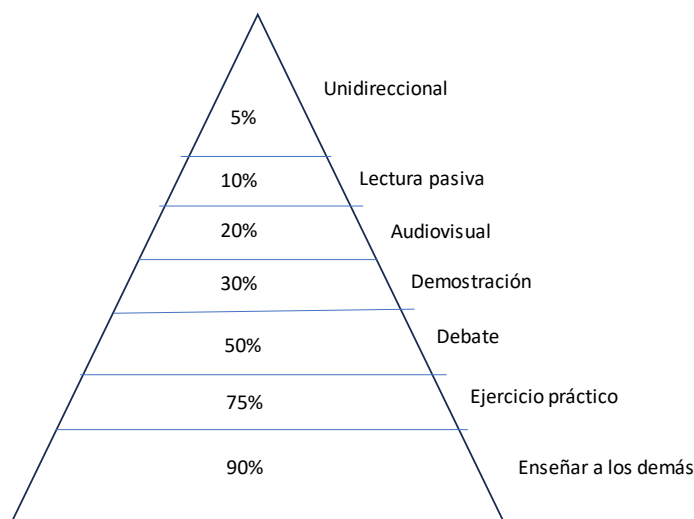 Unidireccional
5%
10%
Lectura pasiva
20%
Audiovisual
30%
Demostración
50%
Debate
75%
Ejercicio práctico
90%
Enseñar a los demás